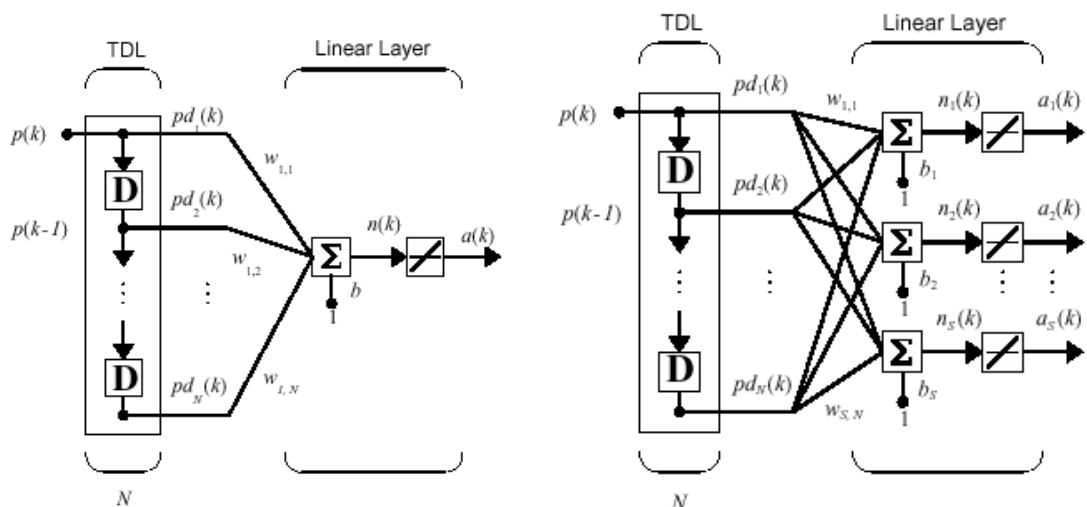 TDL
Linear Layer
p(k)
pd1(k)
w1,1
D
p(k-1)
pd2(k)
w1,2
Σ
n(k)
a(k)
b
1
D
pdN(k)
w1,N
N
TDL
Linear Layer
p(k)
pd1(k)
w1,1
Σ
n1(k)
a1(k)
b1
1
D
p(k-1)
pd2(k)
Σ
n2(k)
a2(k)
b2
1
Σ
nS(k)
aS(k)
bS
1
D
pdN(k)
wS,N
N